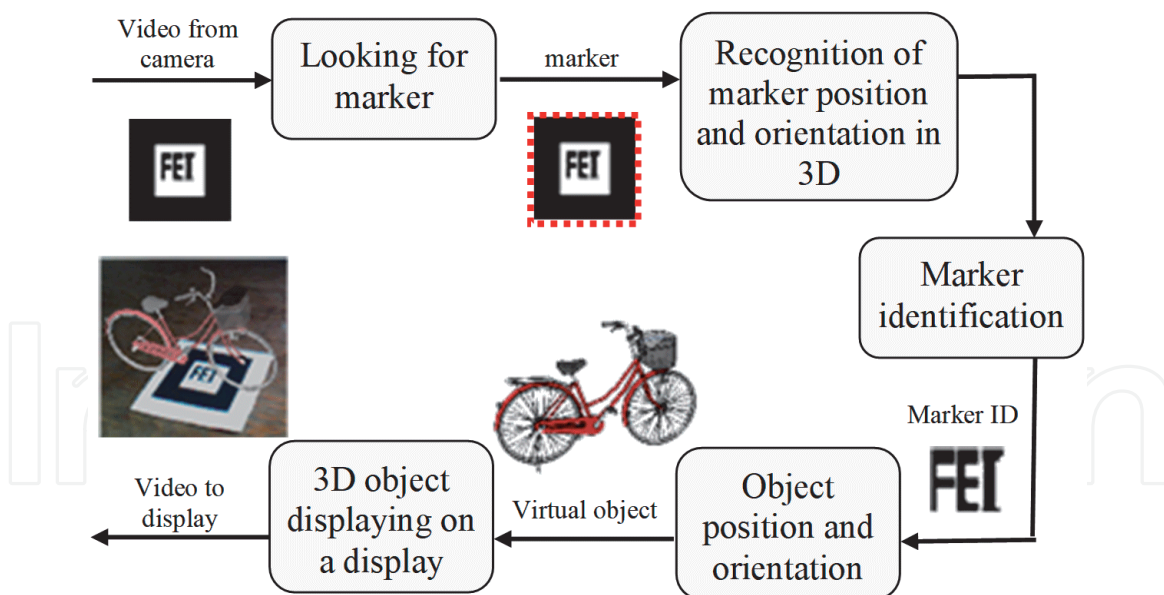 Video from
camera
Looking for
marker
marker
Recognition of
marker position
and orientation in
3D
FEI
FEI
Marker
identification
FEI
Marker ID
FEI
Video to
display
3D object
displaying on
a display
Virtual object
Object
position and
orientation